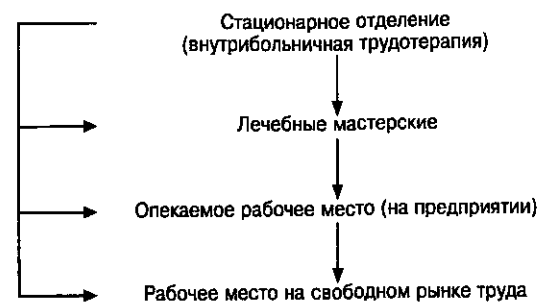 Стационарное отделение
(внутрибольничная трудотерапия)
Лечебные мастерские
Опекаемое рабочее место (на предприятии)
Рабочее место на свободном рынке труда